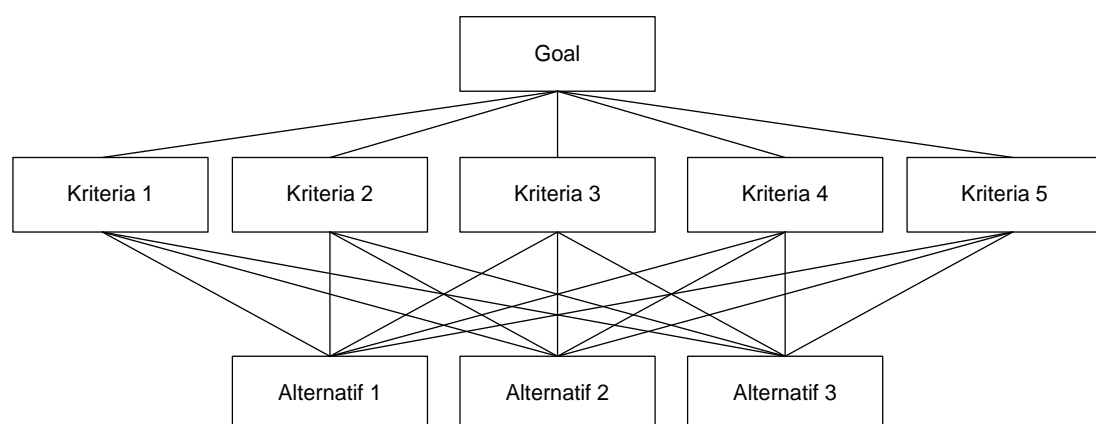 Goal
Kriteria 1
Kriteria 2
Kriteria 3
Kriteria 4
Kriteria 5
Alternatif 1
Alternatif 2
Alternatif 3